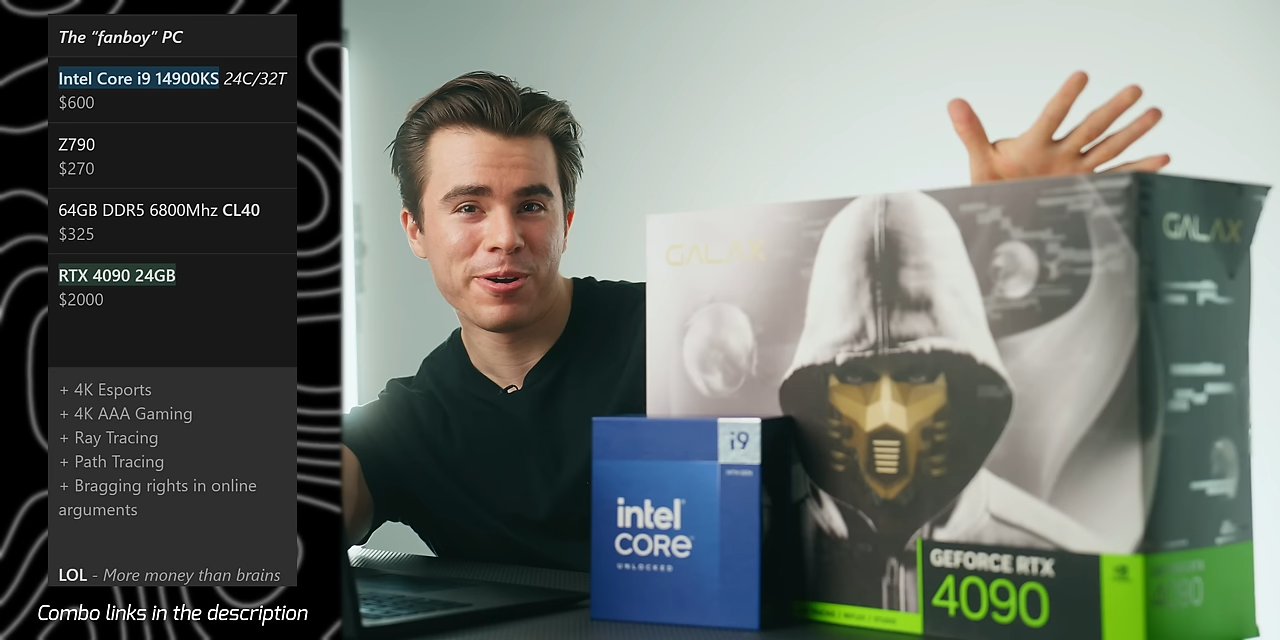 The “fanboy” PC
Intel Core i9 14900KS 24C/32T
$600
Z790
$270
64GB DDR5 6800Mhz CL40
$325
RTX 4090 24GB
$2000
+ 4K Esports
+ 4K AAA Gaming
+ Ray Tracing
+ Path Tracing
+ Bragging rights in online
arguments
LOL - More money than brains
Combo links in the description
GALAX
GALAX
i9
intel
CORE
UNLOCKED
GEFORCE RTX
4090
4090